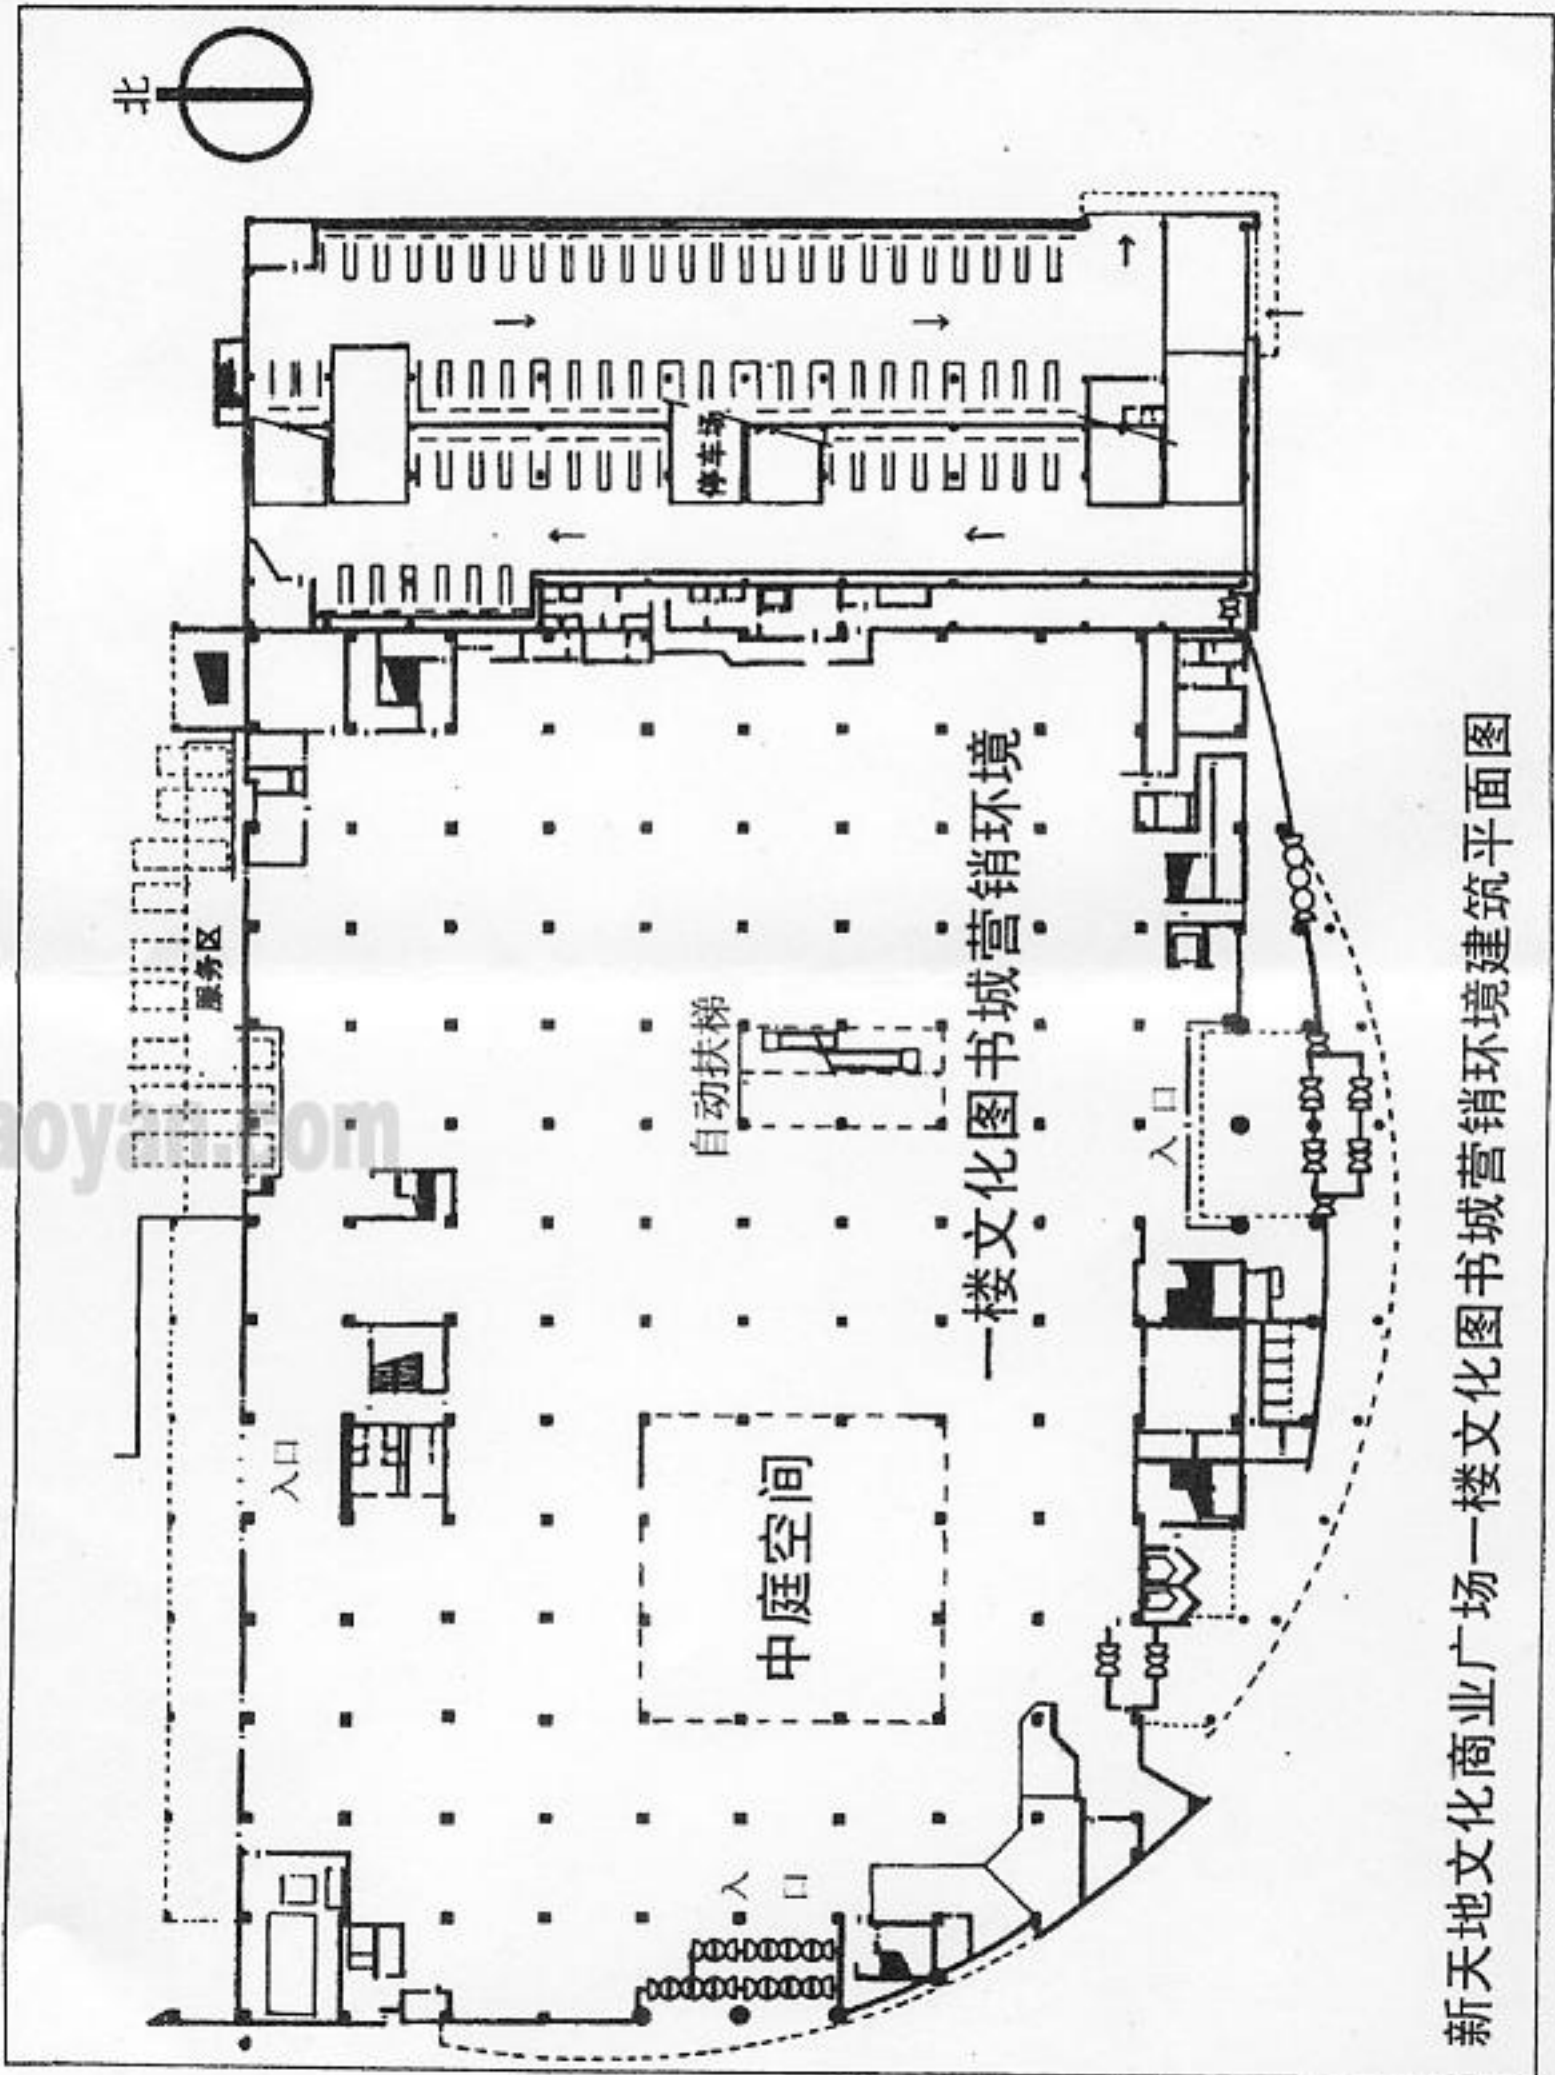 北
停车场
服务区
自动扶梯
一楼文化图书城营销环境
入口
入口
中庭空间
入口
新天地文化商业广场一楼文化图书城营销环境建筑平面图
aoyan.com